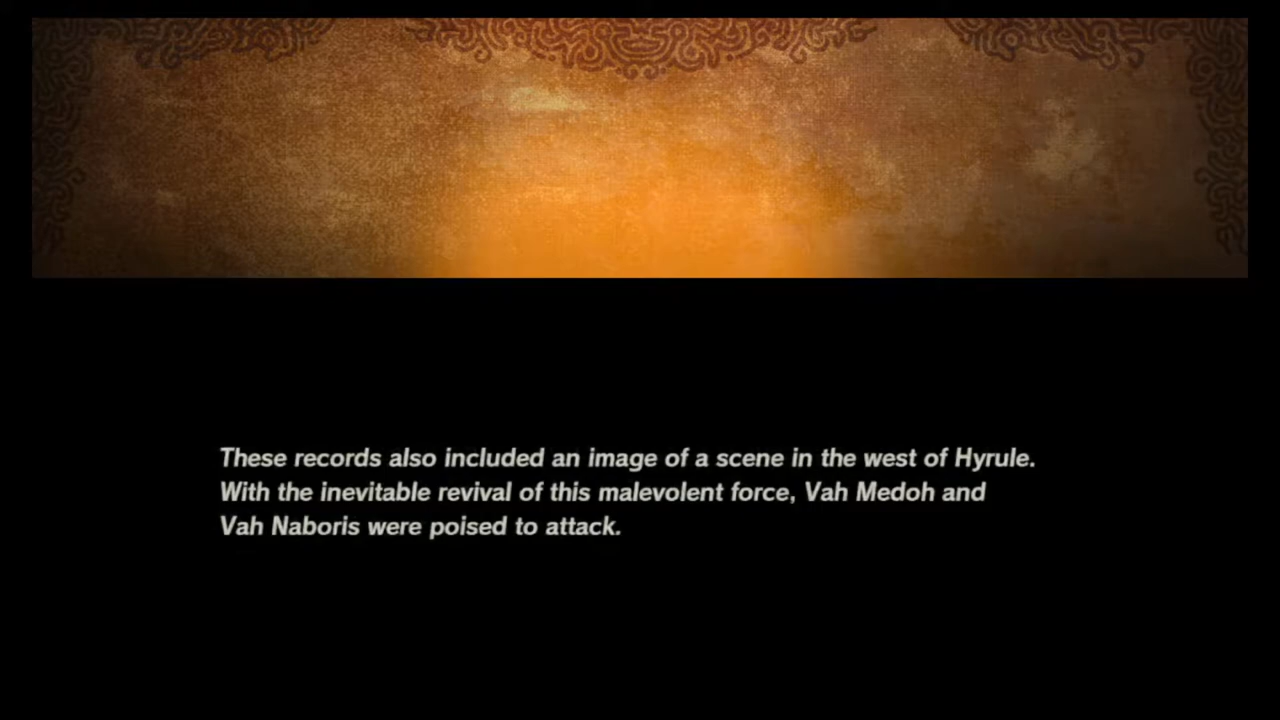 These records also included an image of a scene in the west of Hyrule.
With the inevitable revival of this malevolent force, Vah Medoh and
Vah Naboris were poised to attack.